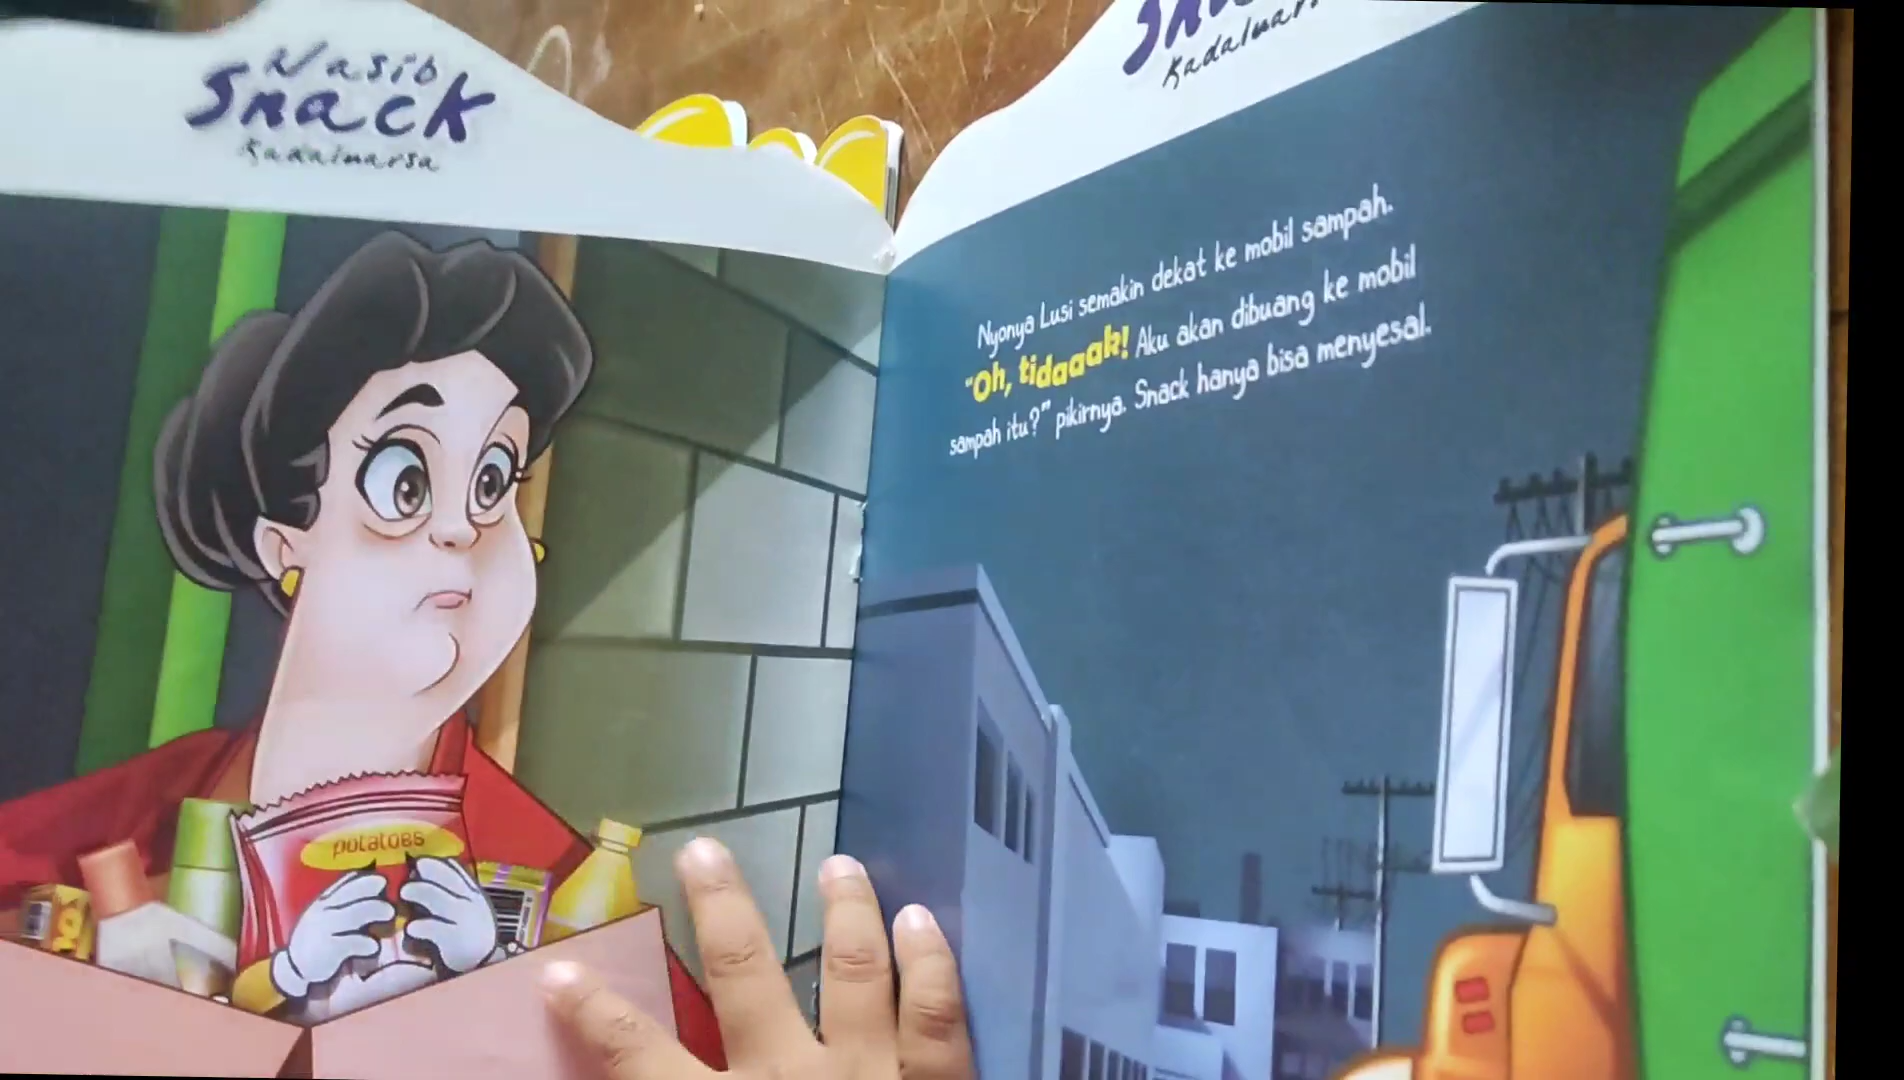 Nasib
Snack
Kadaluarsa
Kadaluars
Nyonya Lusi semakin dekat ke mobil sampah.
"Oh, tidaaak! Aku akan dibuang ke mobil
sampah itu?" pikirnya. Snack hanya bisa menyesal.
potatoes